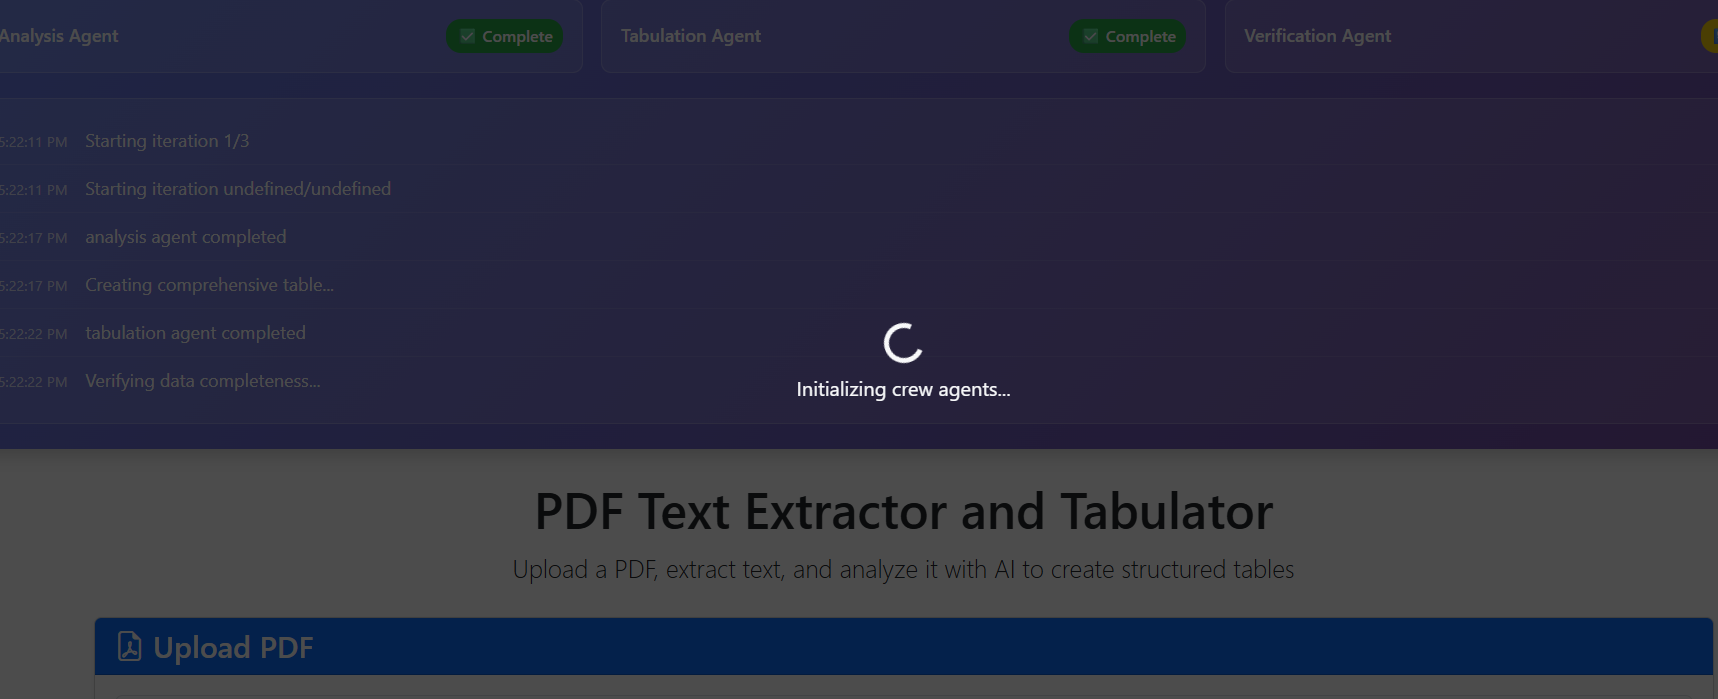 Analysis Agent
Complete
Tabulation Agent
Complete
Verification Agent
5:22:11 PM Starting iteration 1/3
5:22:11 PM Starting iteration undefined/undefined
5:22:17 PM analysis agent completed
5:22:17 PM Creating comprehensive table...
5:22:22 PM tabulation agent completed
5:22:22 PM Verifying data completeness...
Initializing crew agents...
PDF Text Extractor and Tabulator
Upload a PDF, extract text, and analyze it with AI to create structured tables
Upload PDF